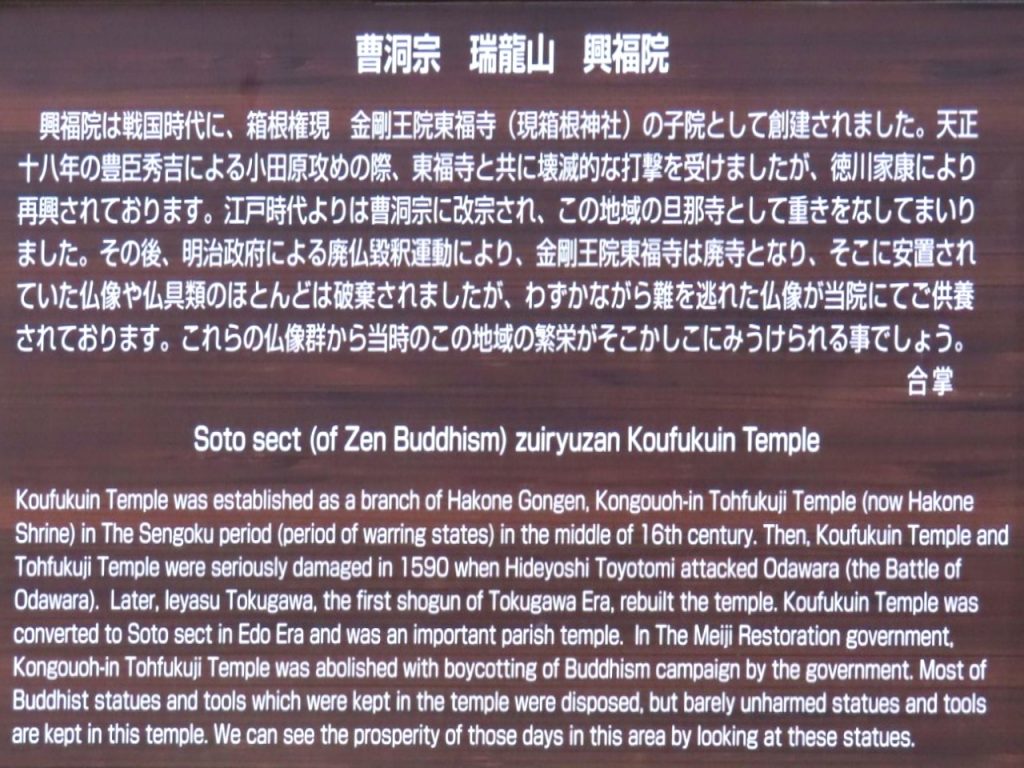 曹洞宗　瑞龍山　興福院
興福院は戦国時代に、箱根権現　金剛王院東福寺（現箱根神社）の子院として創建されました。天正
十八年の豊臣秀吉による小田原攻めの際、東福寺と共に壊滅的な打撃を受けましたが、徳川家康により
再興されております。江戸時代よりは曹洞宗に改宗され、この地域の旦那寺として重きをなしてまいり
ました。その後、明治政府による廃仏毀釈運動により、金剛王院東福寺は廃寺となり、そこに安置され
ていた仏像や仏具類のほとんどは破棄されましたが、わずかながら難を逃れた仏像が当院にてご供養
されております。これらの仏像群から当時のこの地域の繁栄がそこかしこにみうけられる事でしょう。
合掌
Soto sect (of Zen Buddhism) zuiryuzan Koufukuin Temple
Koufukuin Temple was established as a branch of Hakone Gongen, Kongouoh-in Tohfukuji Temple (now Hakone
Shrine) in The Sengoku period (period of warring states) in the middle of 16th century. Then, Koufukuin Temple and
Tohfukuji Temple were seriously damaged in 1590 when Hideyoshi Toyotomi attacked Odawara (the Battle of
Odawara).  Later, Ieyasu Tokugawa, the first shogun of Tokugawa Era, rebuilt the temple. Koufukuin Temple was
converted to Soto sect in Edo Era and was an important parish temple.  In The Meiji Restoration government,
Kongouoh-in Tohfukuji Temple was abolished with boycotting of Buddhism campaign by the government. Most of
Buddhist statues and tools which were kept in the temple were disposed, but barely unharmed statues and tools
are kept in this temple. We can see the prosperity of those days in this area by looking at these statues.